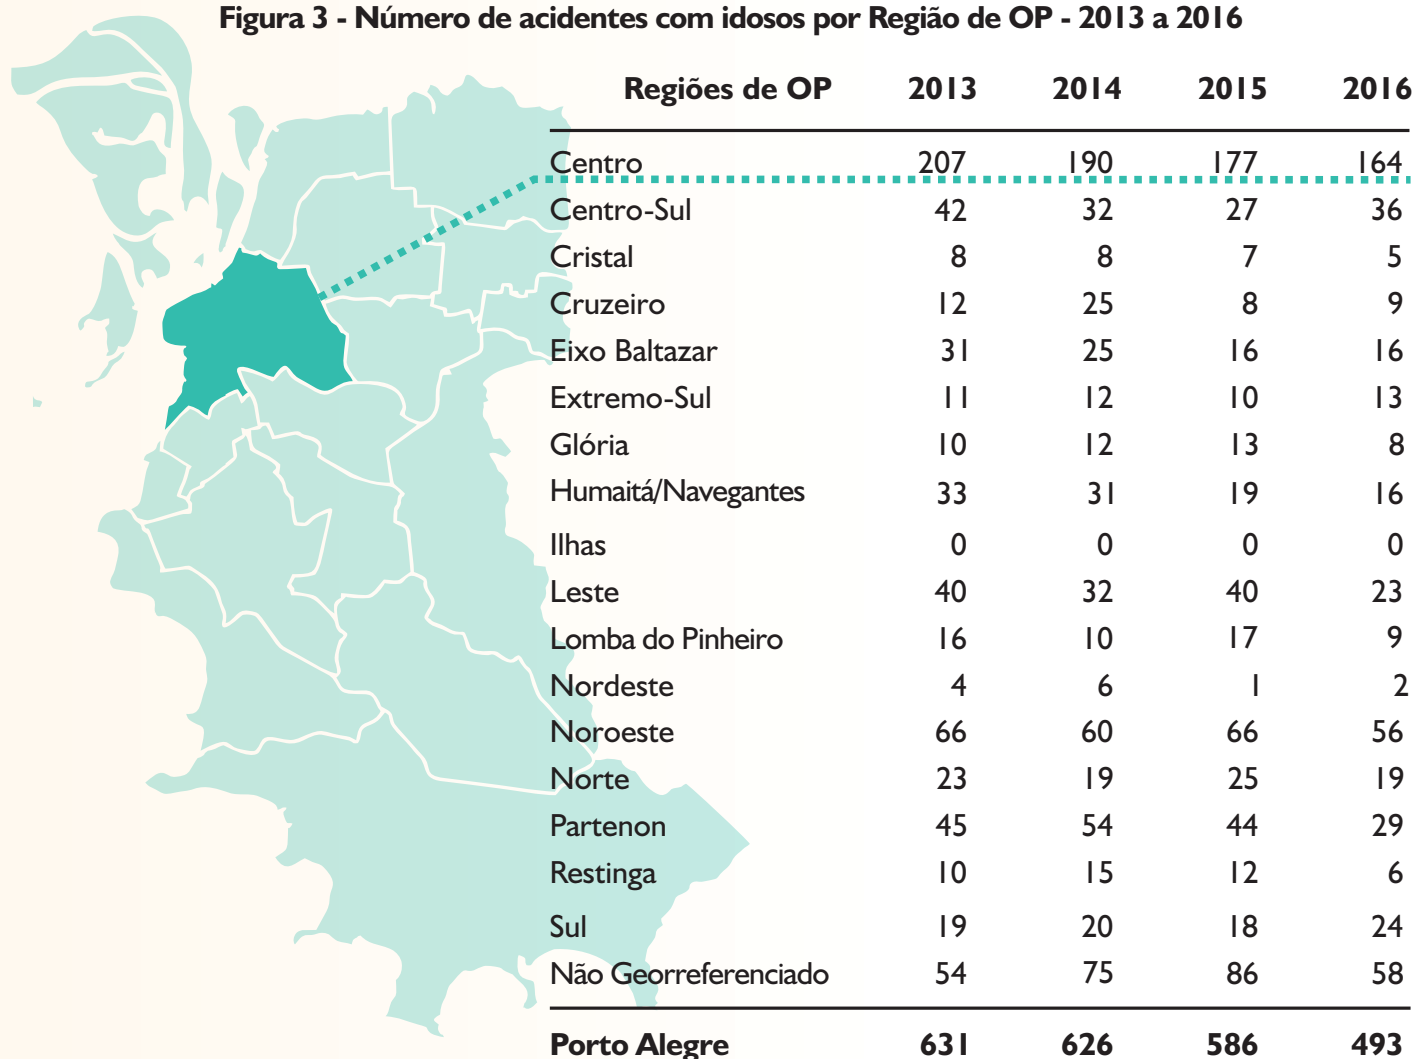 Figura 3 - Número de acidentes com idosos por Região de OP - 2013 a 2016
Regiões de OP 2013 2014 2015 2016
Centro 207 190 177 164
Centro-Sul 42 32 27 36
Cristal 8 8 7 5
Cruzeiro 12 25 8 9
Eixo Baltazar 31 25 16 16
Extremo-Sul 11 12 10 13
Glória 10 12 13 8
Humaitá/Navegantes 33 31 19 16
Ilhas 0 0 0 0
Leste 40 32 40 23
Lomba do Pinheiro 16 10 17 9
Nordeste 4 6 1 2
Noroeste 66 60 66 56
Norte 23 19 25 19
Partenon 45 54 44 29
Restinga 10 15 12 6
Sul 19 20 18 24
Não Georreferenciado 54 75 86 58
Porto Alegre 631 626 586 493